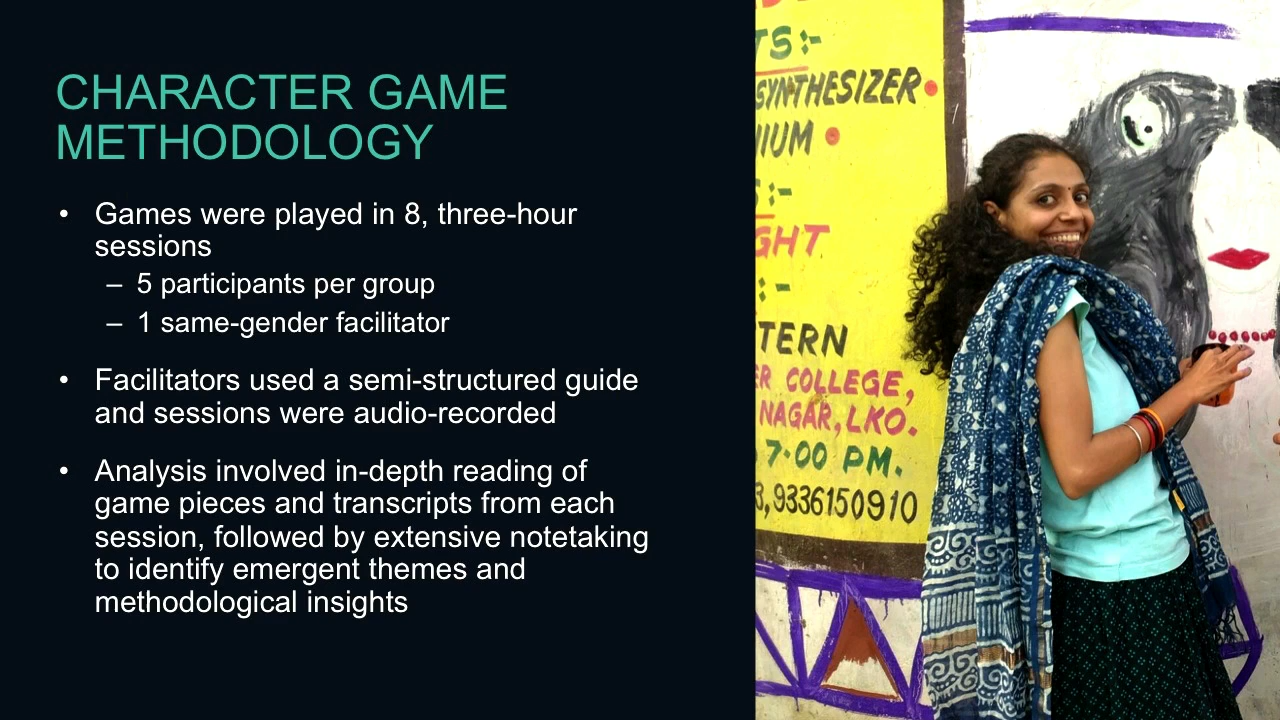 CHARACTER GAME
METHODOLOGY
• Games were played in 8, three-hour
sessions
– 5 participants per group
– 1 same-gender facilitator
• Facilitators used a semi-structured guide
and sessions were audio-recorded
• Analysis involved in-depth reading of
game pieces and transcripts from each
session, followed by extensive notetaking
to identify emergent themes and
methodological insights
TS:-
SYNTHESIZER •
NIUM •
S:-
GHT
:-
TERN
ER COLLEGE,
NAGAR, LKO.
7·00 PM.
3, 9336150910